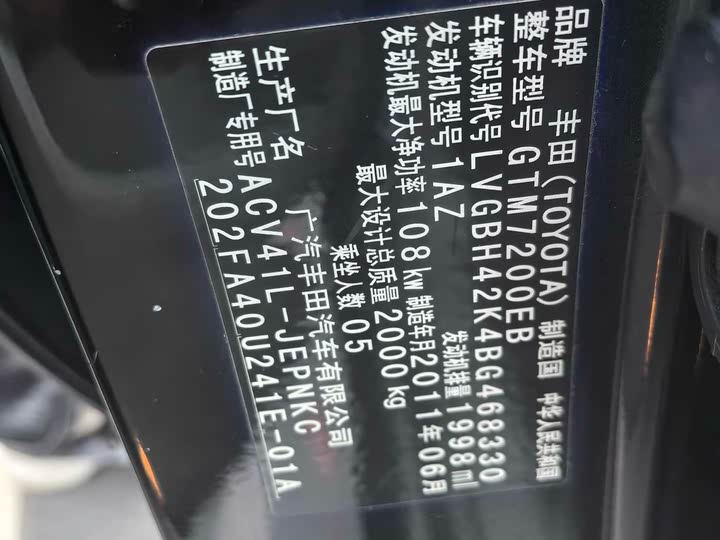 品牌 丰田(TOYOTA) 制造国 中华人民共和国
整车型号 GTM7200EB
车辆识别代号 LVGBH42K4BG468330
发动机型号 1AZ 发动机排量 1998 ml
发动机最大净功率 108kw 制造年月 2011年06月
最大设计总质量 2000kg
乘坐人数 05
生产厂名 广汽丰田汽车有限公司
制造厂专用号 ACV41L-JEPNKC
202FA40U241E-01A